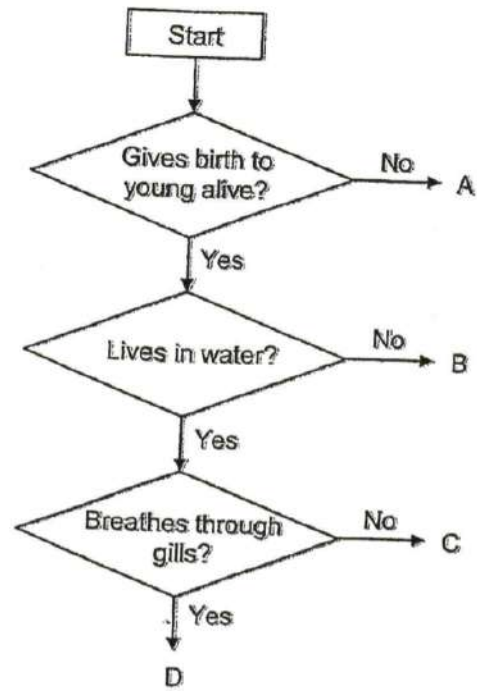 Start
Gives birth to
young alive?
No
A
Yes
Lives in water?
No
B
Yes
Breathes through
gills?
No
C
Yes
D